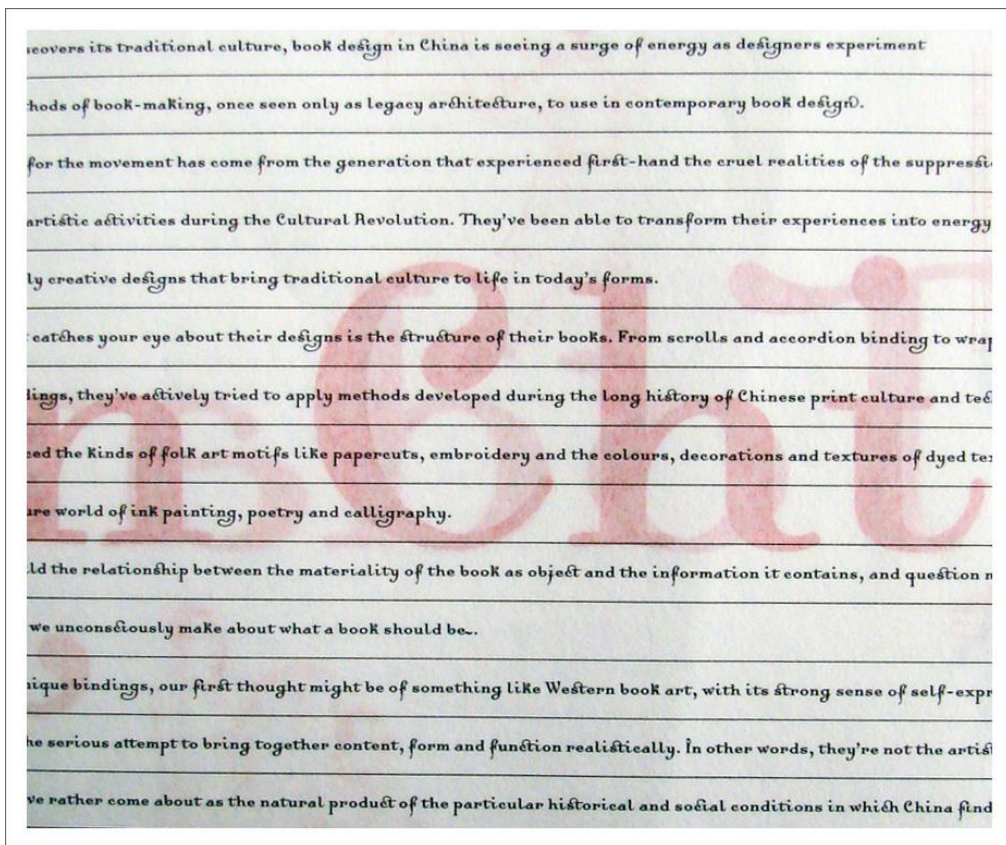 covers its traditional culture, book design in China is seeing a surge of energy as designers experiment
hods of book-making, once seen only as legacy architecture, to use in contemporary book design.
for the movement has come from the generation that experienced first-hand the cruel realities of the suppressi
artistic activities during the Cultural Revolution. They've been able to transform their experiences into energy
ly creative designs that bring traditional culture to life in today's forms.
catches your eye about their designs is the structure of their books. From scrolls and accordion binding to wrap
dings, they've actively tried to apply methods developed during the long history of Chinese print culture and tec
ed the kinds of folk art motifs like papercuts, embroidery and the colours, decorations and textures of dyed tex
ure world of ink painting, poetry and calligraphy.
ld the relationship between the materiality of the book as object and the information it contains, and question
we unconsciously make about what a book should be.
nique bindings, our first thought might be of something like Western book art, with its strong sense of self-expr
he serious attempt to bring together content, form and function realistically. In other words, they're not the artis
ve rather come about as the natural product of the particular historical and social conditions in which China find